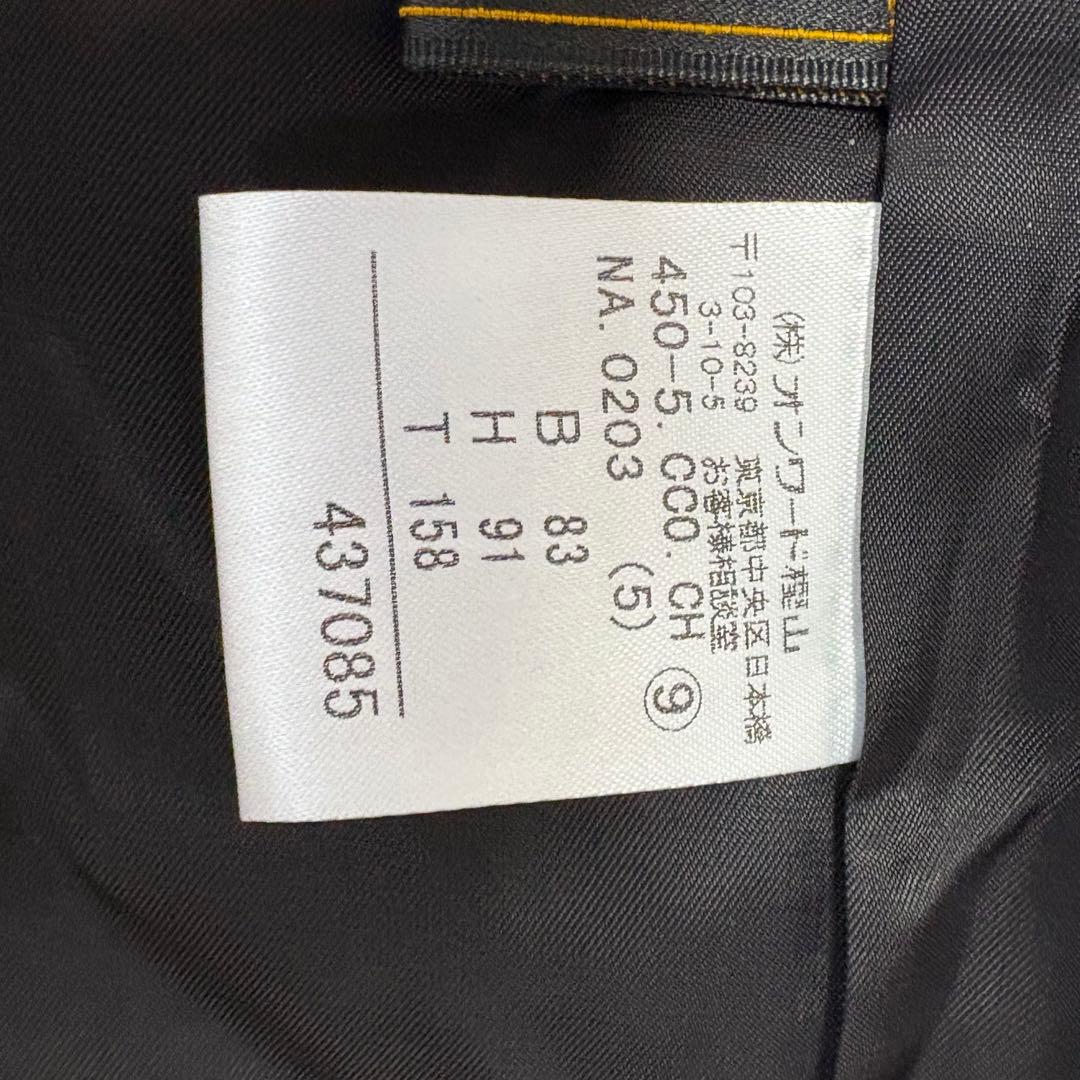 (株)オンワード樫山
〒103-8239 東京都中央区日本橋
3-10-5 お客様相談室
450-5. CCO. CH ⑨
NA. 0203 (5)
B 83
H 91
T 158
437085